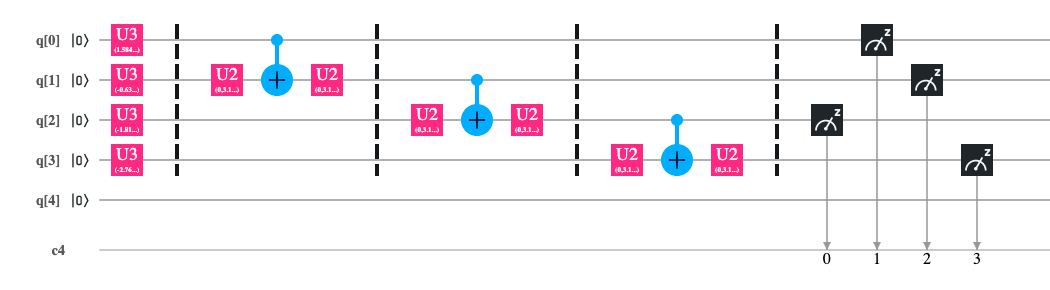 q[0] |0⟩ U3 (1.584...) z
q[1] |0⟩ U3 (-0.63... ) U2 (0,3.1...) + U2 (0,3.1...) z
q[2] |0⟩ U3 (-1.81...) U2 (0,3.1...) + U2 (0,3.1...) z
q[3] |0⟩ U3 (-2.76...) U2 (0,3.1...) + U2 (0,3.1...) z
q[4] |0⟩
c4
0 1 2 3